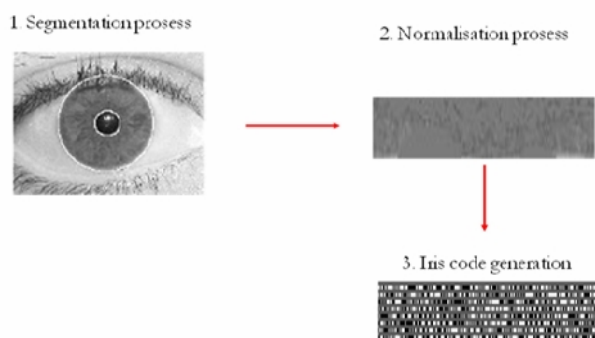 1. Segmentation prosess
2. Normalisation prosess
3. Iris code generation